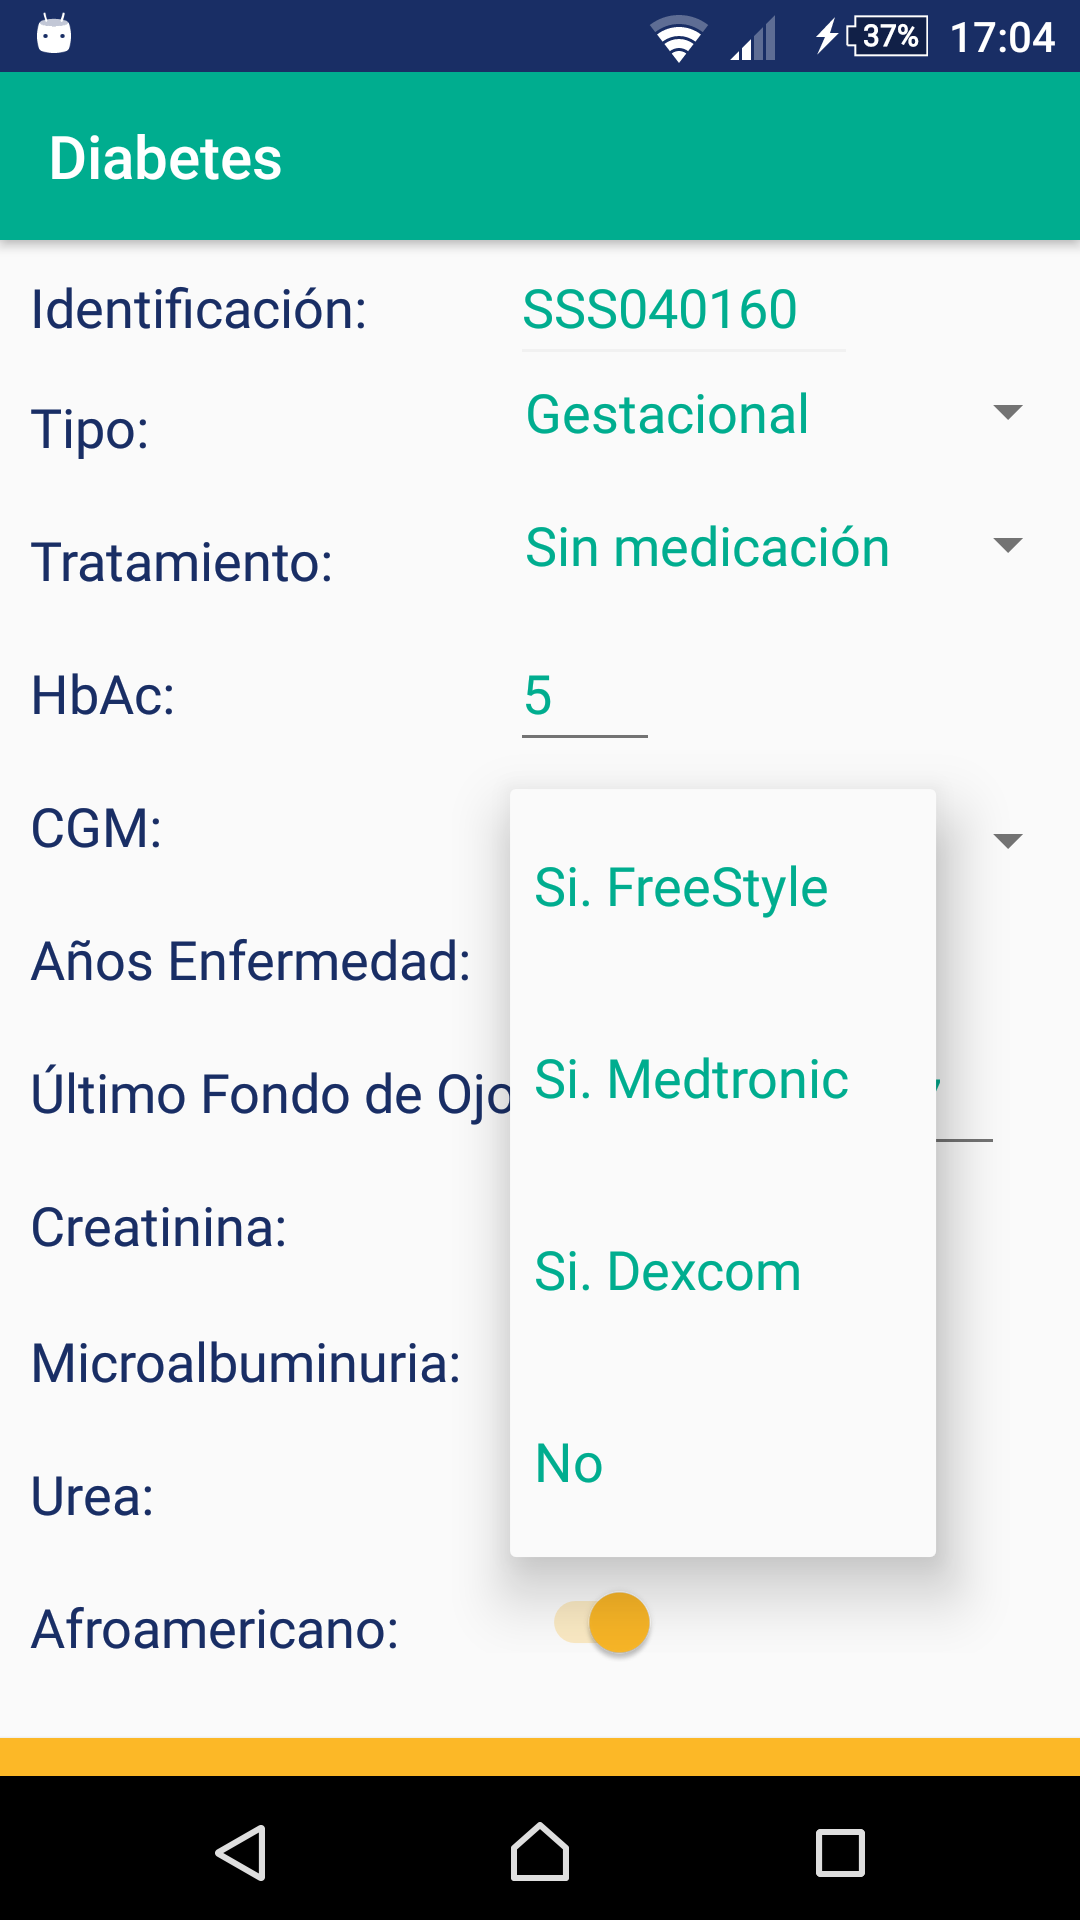 37% 17:04
Diabetes
Identificación: SSS040160
Tipo: Gestacional
Tratamiento: Sin medicación
HbAc: 5
CGM:
Si. FreeStyle
Años Enfermedad:
Último Fondo de Ojo
Si. Medtronic
Creatinina:
Si. Dexcom
Microalbuminuria:
No
Urea:
Afroamericano: